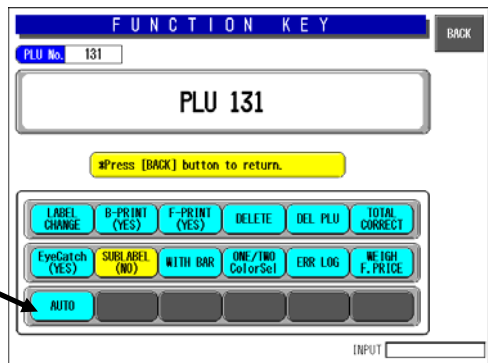 FUNCTION KEY
BACK
PLU No. 131
PLU 131
*Press [BACK] button to return.
LABEL CHANGE B-PRINT (YES) F-PRINT (YES) DELETE DEL PLU TOTAL CORRECT
EyeCatch (YES) SUBLABEL (NO) WITH BAR ONE/TWO ColorSel ERR LOG WEIGH F.PRICE
AUTO
INPUT